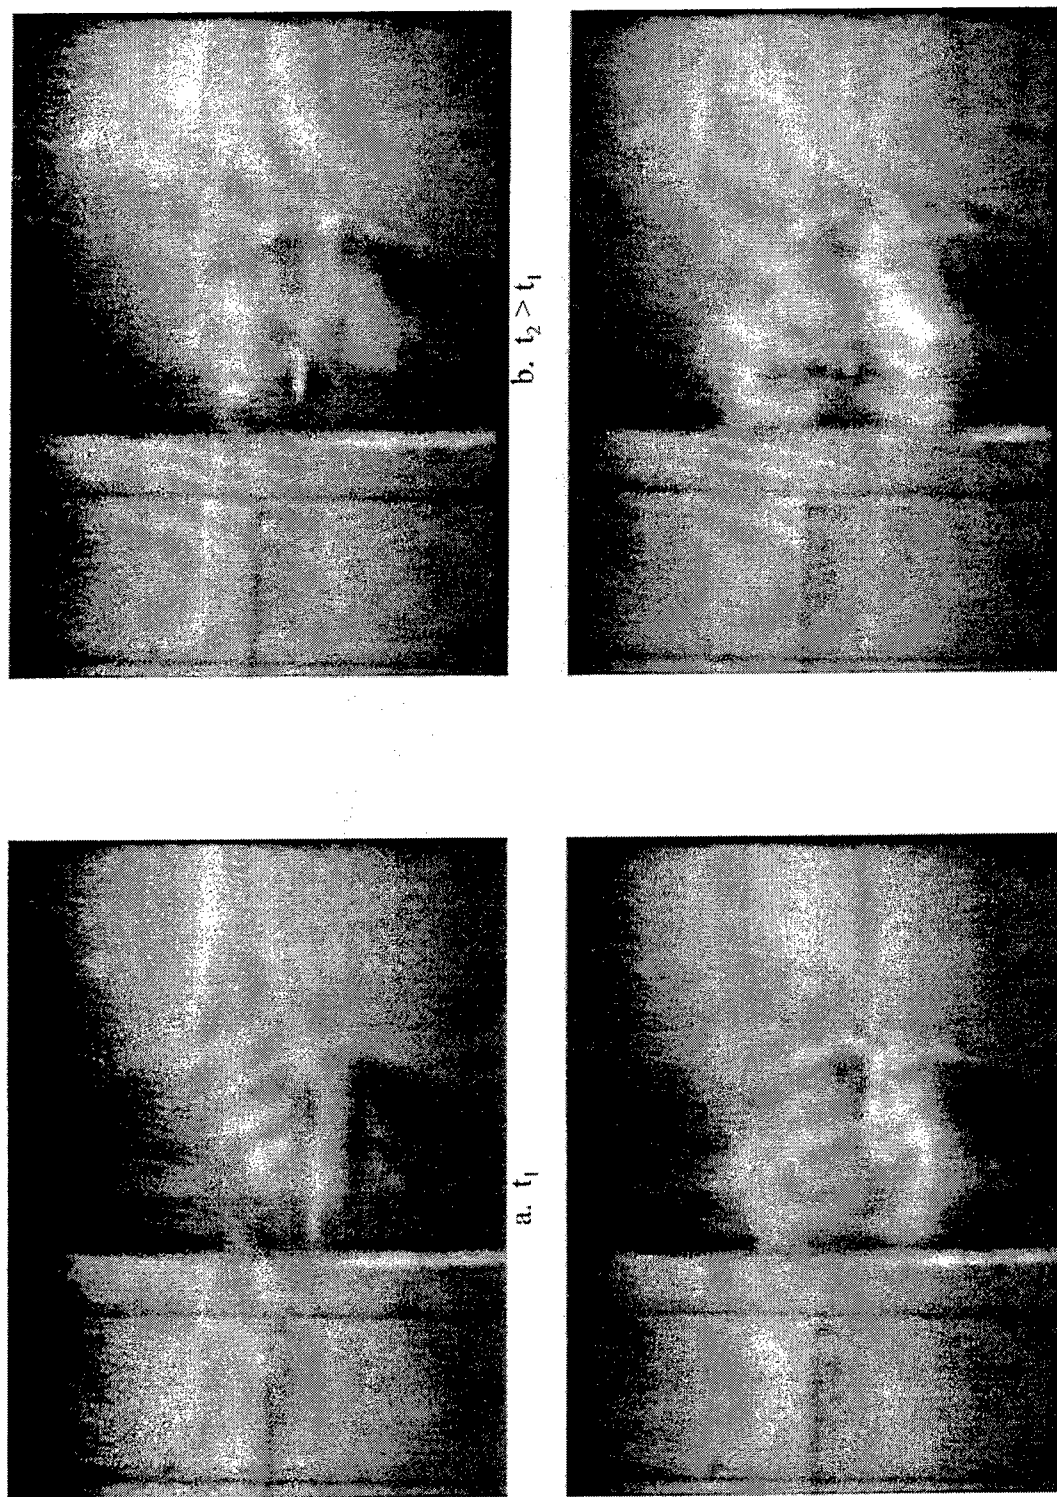 a. t₁
b. t₂ > t₁